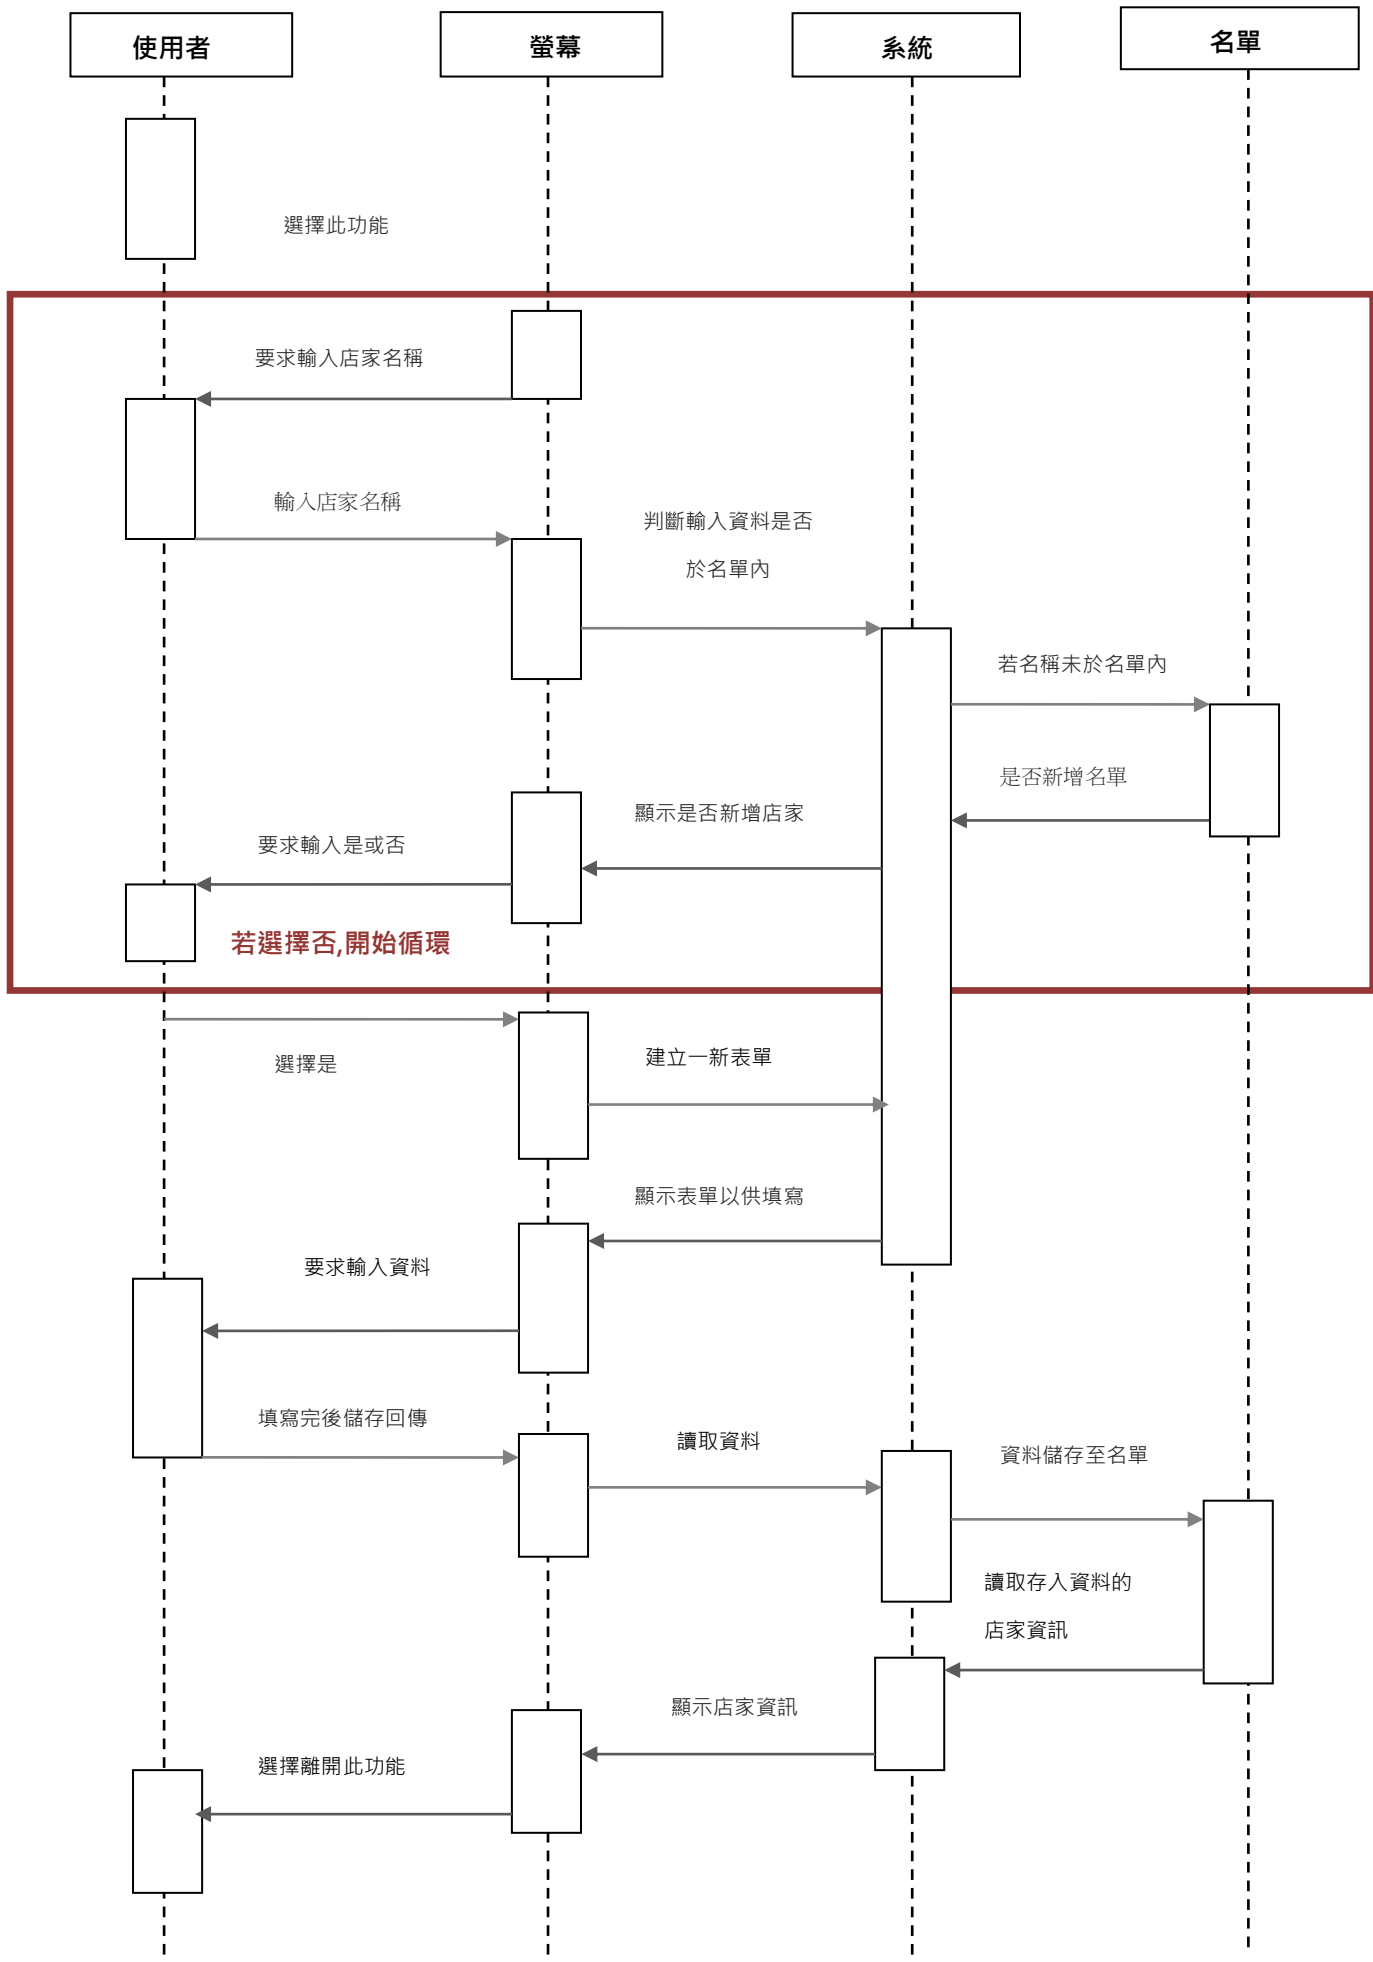 使用者
螢幕
系統
名單
選擇此功能
要求輸入店家名稱
輸入店家名稱
判斷輸入資料是否
於名單內
若名稱未於名單內
是否新增名單
顯示是否新增店家
要求輸入是或否
若選擇否,開始循環
選擇是
建立一新表單
顯示表單以供填寫
要求輸入資料
填寫完後儲存回傳
讀取資料
資料儲存至名單
讀取存入資料的
店家資訊
顯示店家資訊
選擇離開此功能